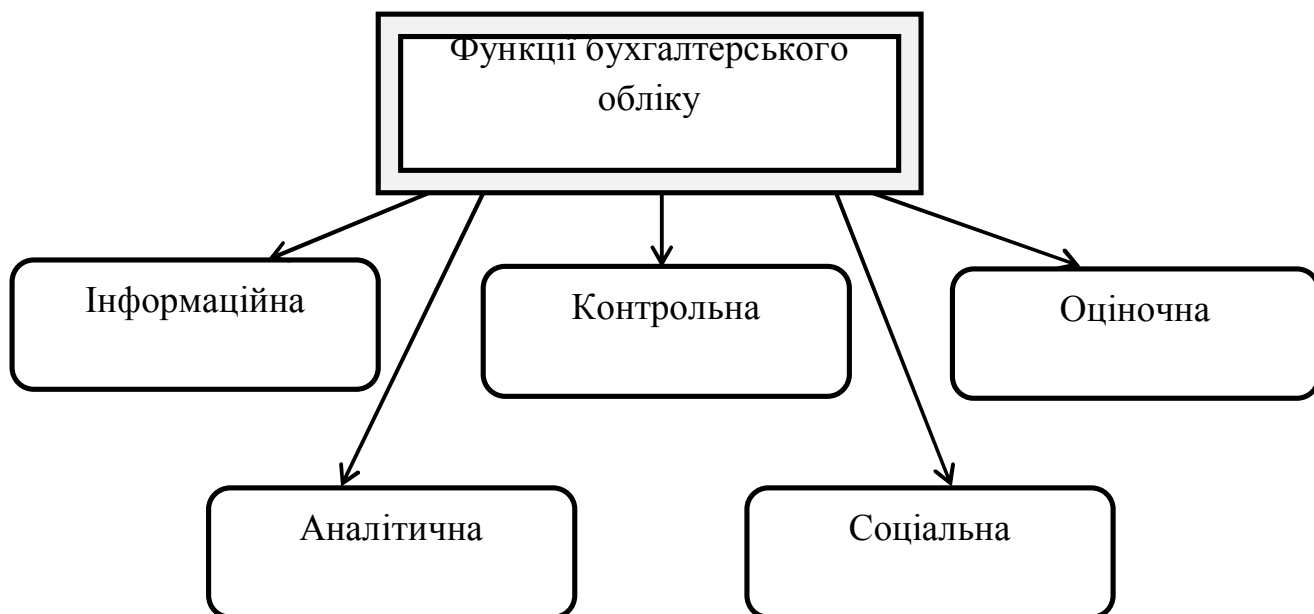 Функції бухгалтерського
обліку
Інформаційна
Контрольна
Оціночна
Аналітична
Соціальна